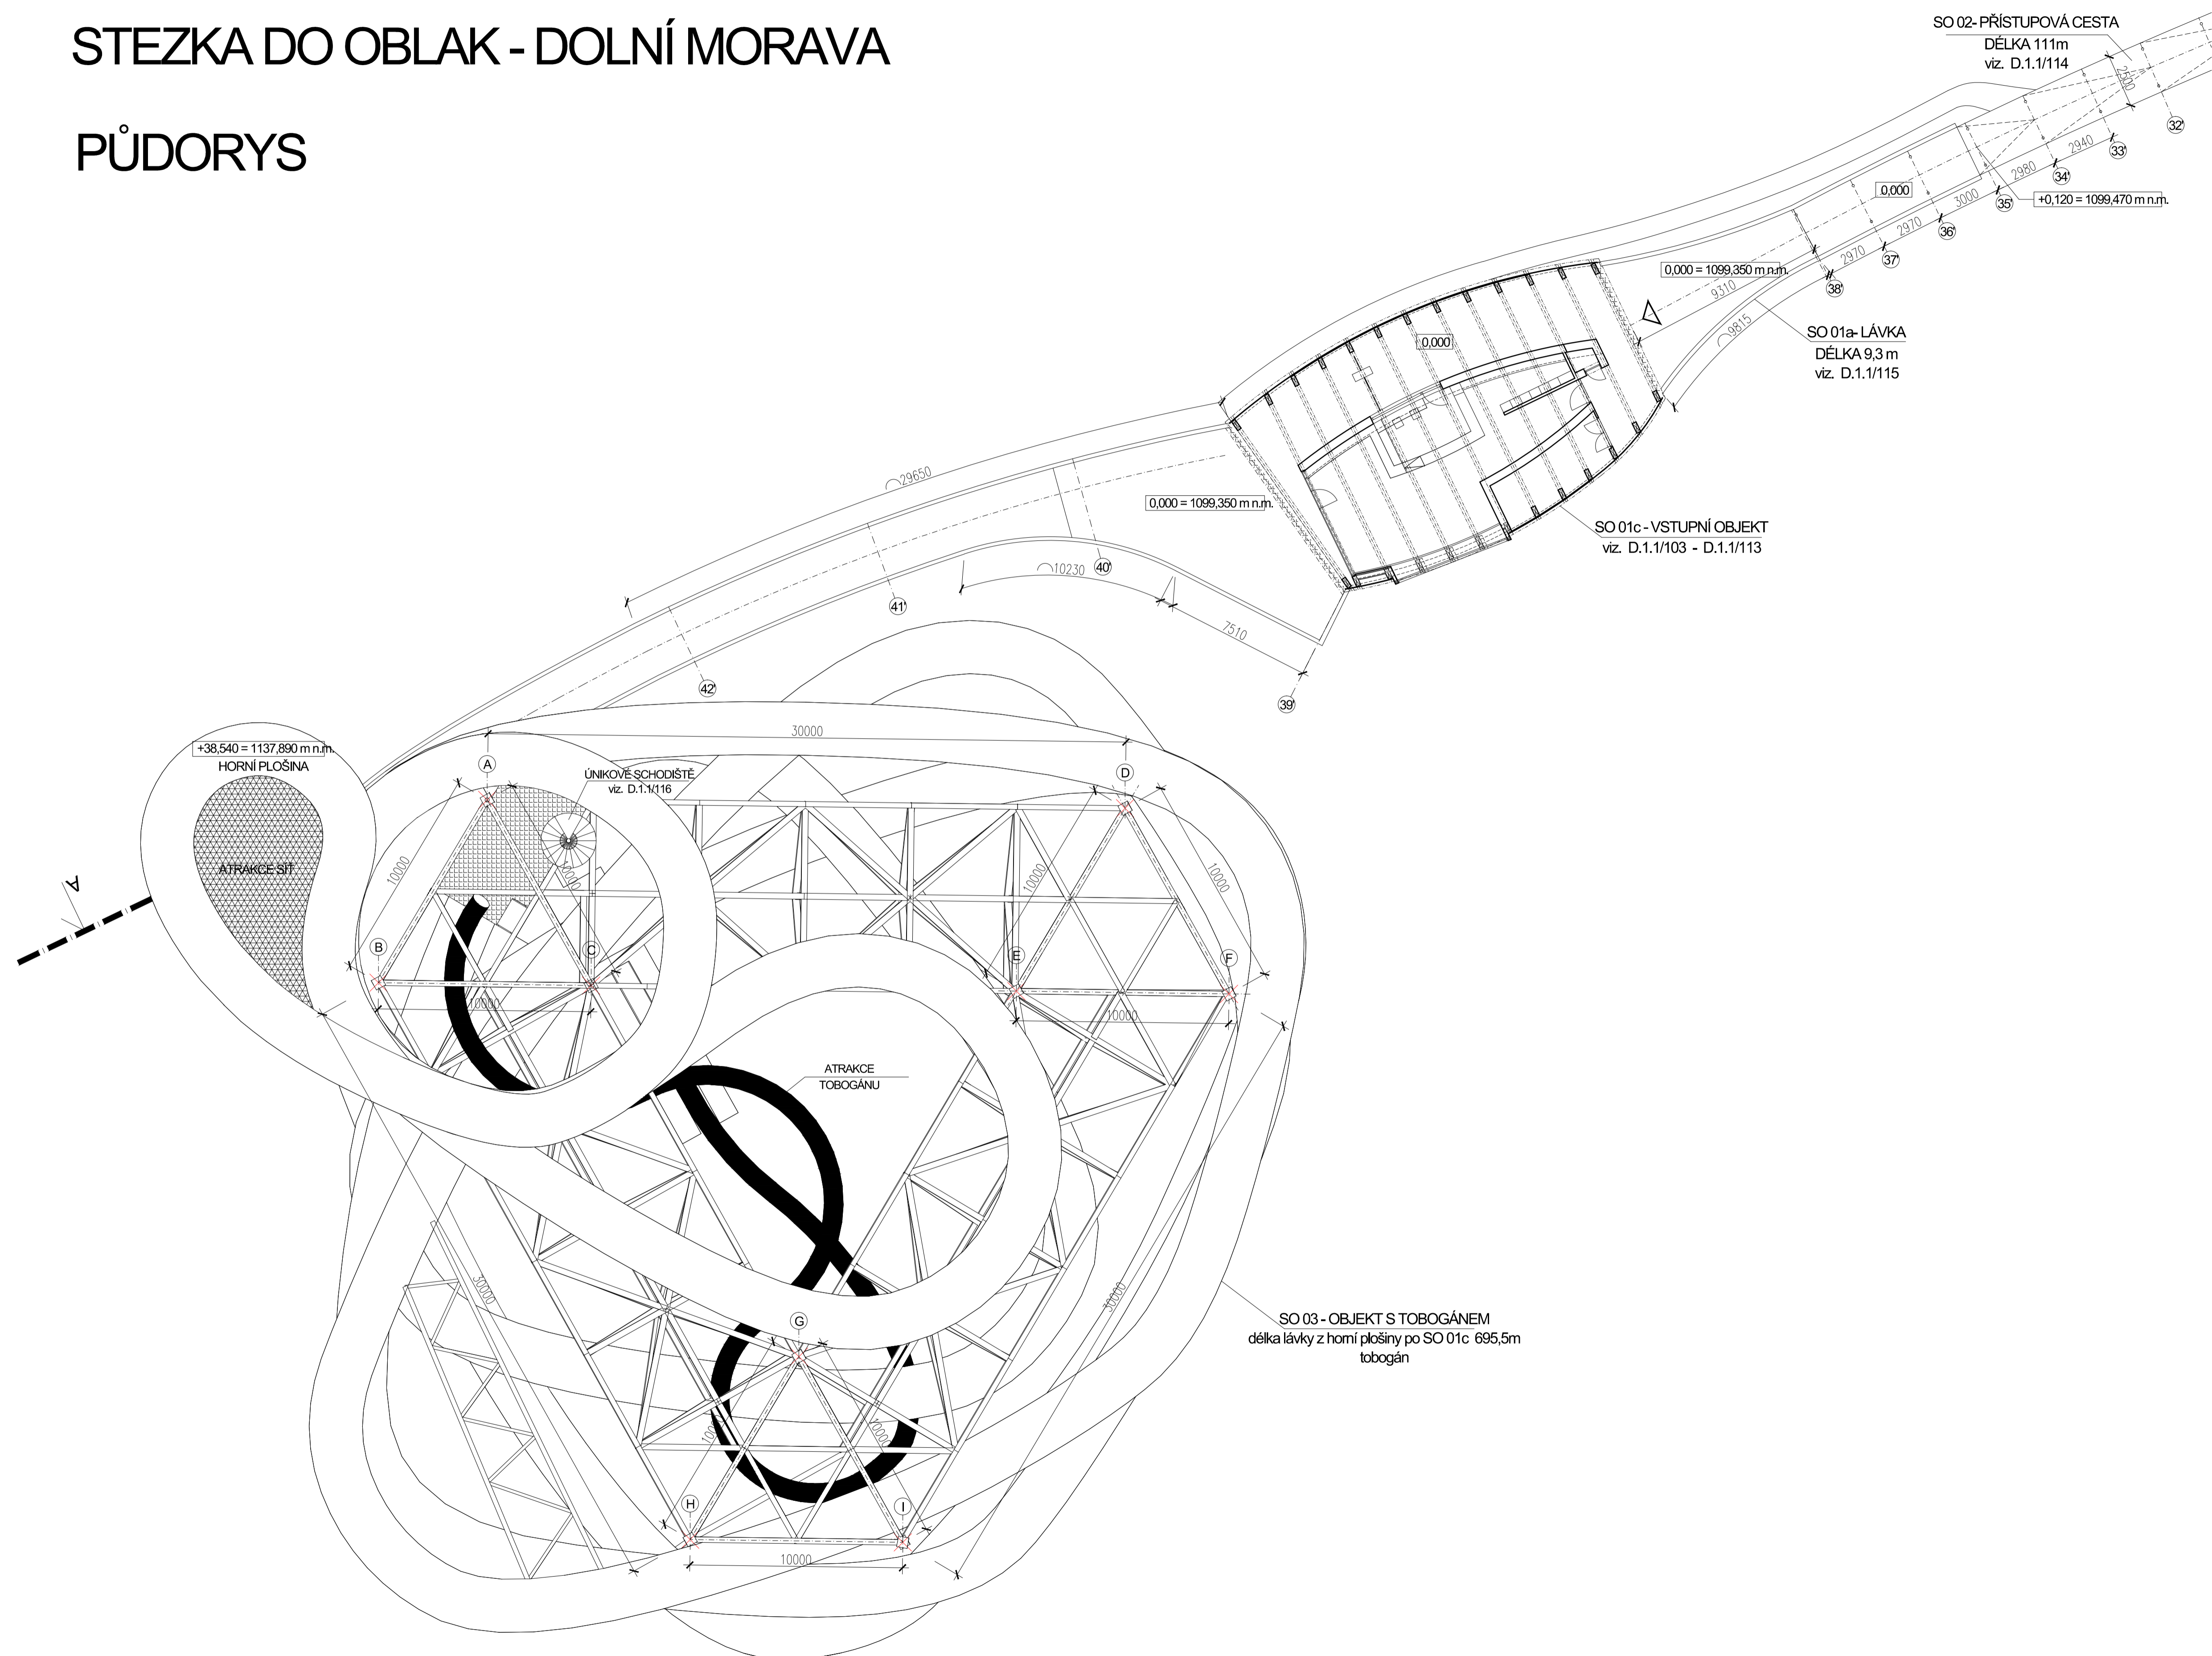 STEZKA DO OBLAK - DOLNÍ MORAVA
PŮDORYS
SO 02- PŘÍSTUPOVÁ CESTA
DÉLKA 111m
viz. D.1.1/114
2500
32'
33'
2940
34'
2980
35'
+0,120 = 1099,470 m n.m.
3000
0,000
36'
2970
37'
2970
38'
0,000 = 1099,350 m n.m.
9310
9815
SO 01a- LÁVKA
DÉLKA 9,3 m
viz. D.1.1/115
0,000
29650
0,000 = 1099,350 m n.m.
SO 01c - VSTUPNÍ OBJEKT
viz. D.1.1/103 - D.1.1/113
40'
10230
41'
7510
42'
39'
30000
+38,540 = 1137,890 m n.m.
HORNÍ PLOŠINA
A
D
ÚNIKOVÉ SCHODIŠTĚ
viz. D.1.1/116
ATRAKCE SÍŤ
A
10000
10000
10000
10000
B
C
E
F
10000
10000
ATRAKCE
TOBOGÁNU
30000
30000
SO 03 - OBJEKT S TOBOGÁNEM
délka lávky z horní plošiny po SO 01c 695,5m
tobogán
G
10000
10000
H
I
10000